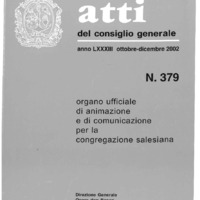 atti
del consiglio generale
anno LXXXIII ottobre-dicembre 2002
N. 379
organo ufficiale
di animazione
e di comunicazione
per la
congregazione salesiana
Direzione Generale